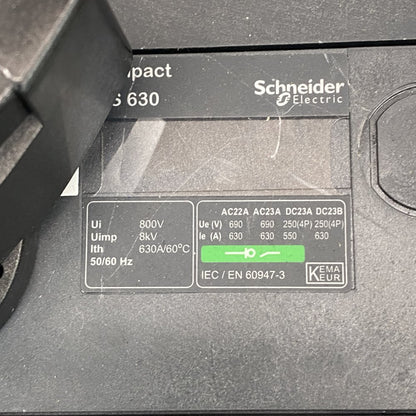 mpact
S 630
Schneider
Electric
Ui 800V
Uimp 8kV
Ith 630A/60°C
50/60 Hz
AC22A AC23A DC23A DC23B
Ue (V) 690 690 250(4P) 250(4P)
Ie (A) 630 630 550 630
IEC / EN 60947-3
KEMA
KEUR